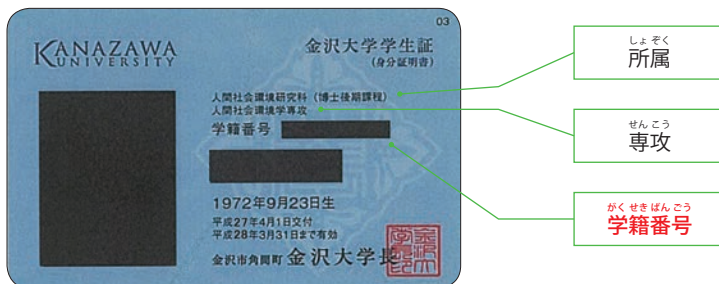 03
KANAZAWA
UNIVERSITY
金沢大学学生証
(身分証明書)
人間社会環境研究科（博士後期課程）
人間社会環境学専攻
学籍番号
1972年9月23日生
平成27年4月1日交付
平成28年3月31日まで有効
金沢市角間町 金沢大学長
しょぞく
所属
せんこう
専攻
がくせきばんごう
学籍番号